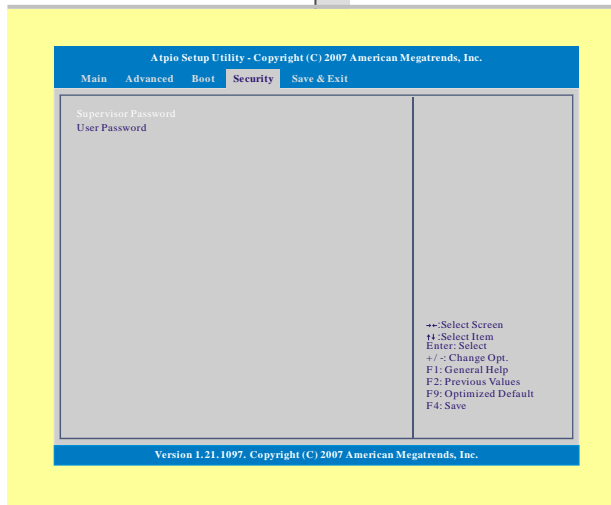 Atpio Setup Utility - Copyright (C) 2007 American Megatrends, Inc.
Main Advanced Boot Security Save & Exit
Supervisor Password
User Password
→←:Select Screen
↑↓:Select Item
Enter: Select
+/-: Change Opt.
F1: General Help
F2: Previous Values
F9: Optimized Default
F4: Save
Version 1.21.1097. Copyright (C) 2007 American Megatrends, Inc.